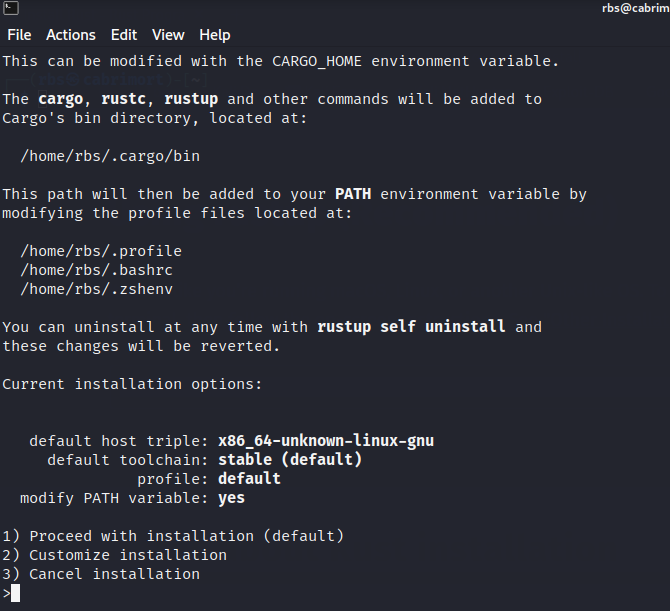 rbs@cabrim
File Actions Edit View Help
This can be modified with the CARGO_HOME environment variable.
The cargo, rustc, rustup and other commands will be added to
Cargo's bin directory, located at:
/home/rbs/.cargo/bin
This path will then be added to your PATH environment variable by
modifying the profile files located at:
/home/rbs/.profile
/home/rbs/.bashrc
/home/rbs/.zshenv
You can uninstall at any time with rustup self uninstall and
these changes will be reverted.
Current installation options:
default host triple: x86_64-unknown-linux-gnu
default toolchain: stable (default)
profile: default
modify PATH variable: yes
1) Proceed with installation (default)
2) Customize installation
3) Cancel installation
>